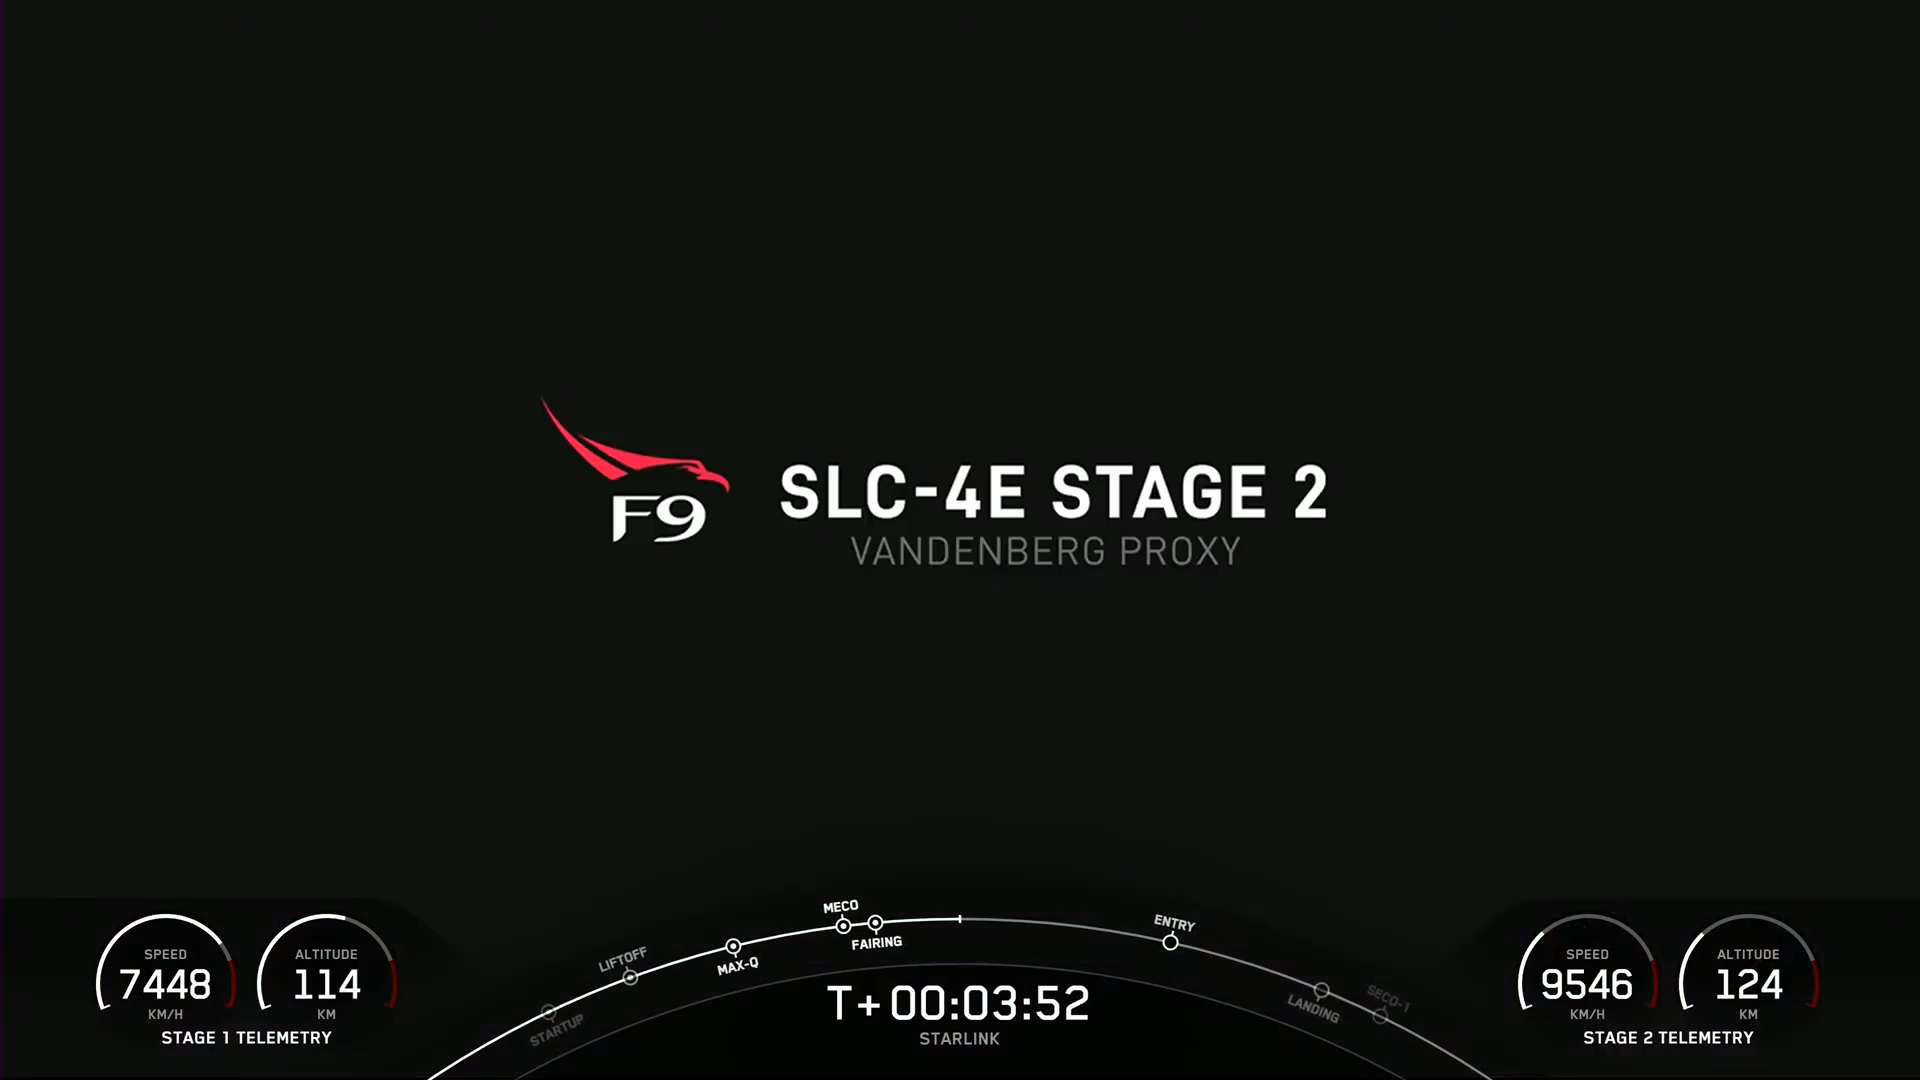 F9
SLC-4E STAGE 2
VANDENBERG PROXY
SPEED
7448
KM/H
ALTITUDE
114
KM
STAGE 1 TELEMETRY
STARTUP
LIFTOFF
MAX-Q
MECO
FAIRING
ENTRY
LANDING
SECO-1
T+00:03:52
STARLINK
SPEED
9546
KM/H
ALTITUDE
124
KM
STAGE 2 TELEMETRY